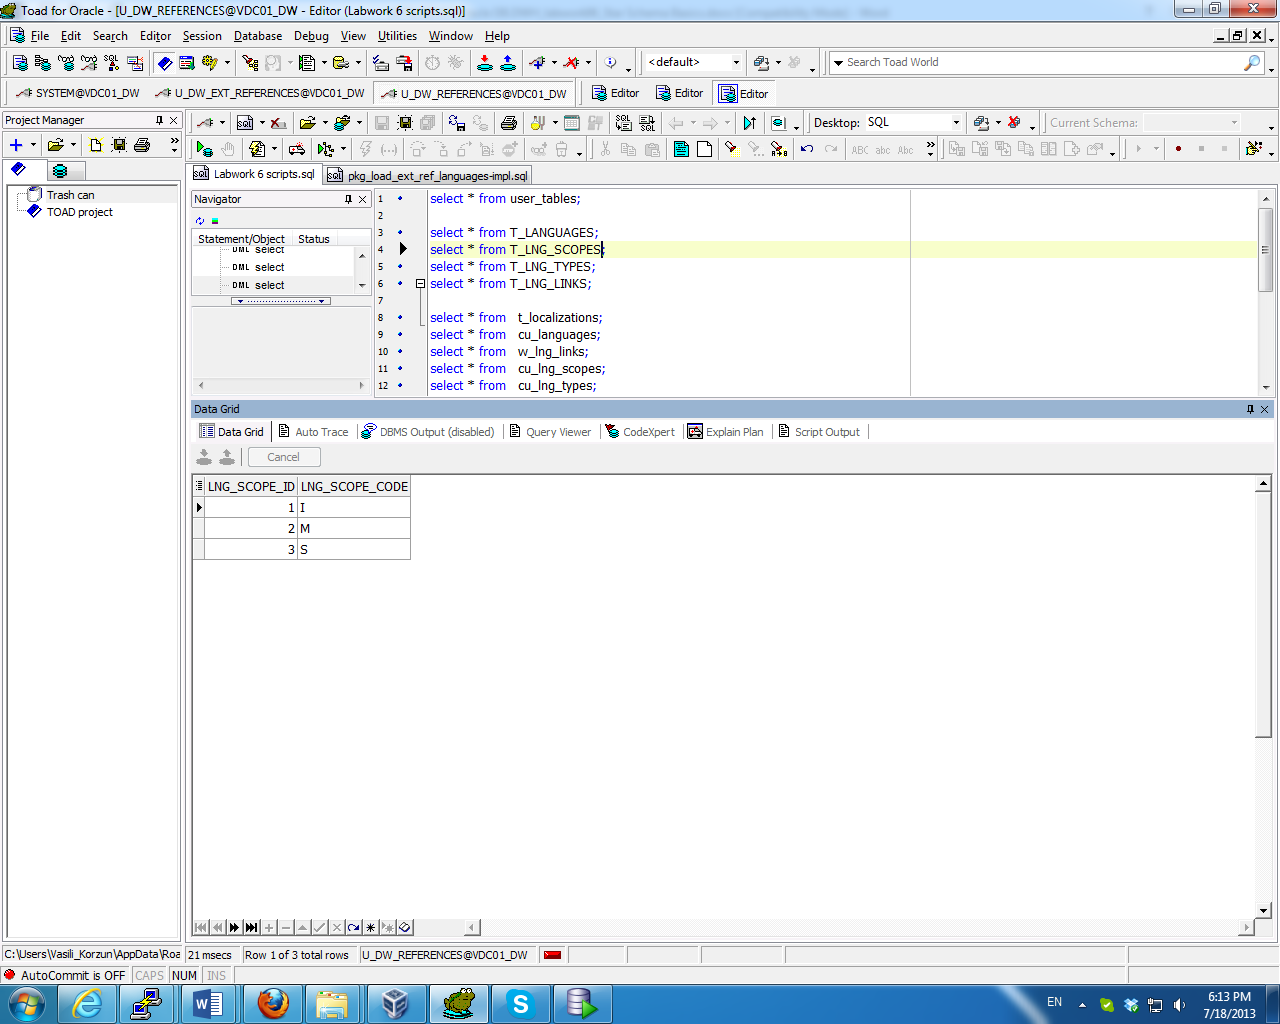 Toad for Oracle - [U_DW_REFERENCES@VDC01_DW - Editor (Labwork 6 scripts.sql)]
File Edit Search Editor Session Database Debug View Utilities Window Help
<default> Search Toad World
SYSTEM@VDC01_DW U_DW_EXT_REFERENCES@VDC01_DW U_DW_REFERENCES@VDC01_DW Editor Editor Editor
Project Manager
Desktop: SQL Current Schema:
Trash can
TOAD project
Labwork 6 scripts.sql pkg_load_ext_ref_languages-impl.sql
Navigator
Statement/Object Status
DML select
DML select
DML select
1 select * from user_tables;
2
3 select * from T_LANGUAGES;
4 select * from T_LNG_SCOPES;
5 select * from T_LNG_TYPES;
6 select * from T_LNG_LINKS;
7
8 select * from t_localizations;
9 select * from cu_languages;
10 select * from w_lng_links;
11 select * from cu_lng_scopes;
12 select * from cu_lng_types;
Data Grid
Data Grid Auto Trace DBMS Output (disabled) Query Viewer CodeXpert Explain Plan Script Output
Cancel
LNG_SCOPE_ID LNG_SCOPE_CODE
1 I
2 M
3 S
C:\Users\Vasili_Korzun\AppData\Roa 21 msecs Row 1 of 3 total rows U_DW_REFERENCES@VDC01_DW
AutoCommit is OFF CAPS NUM INS
EN 6:13 PM
7/18/2013